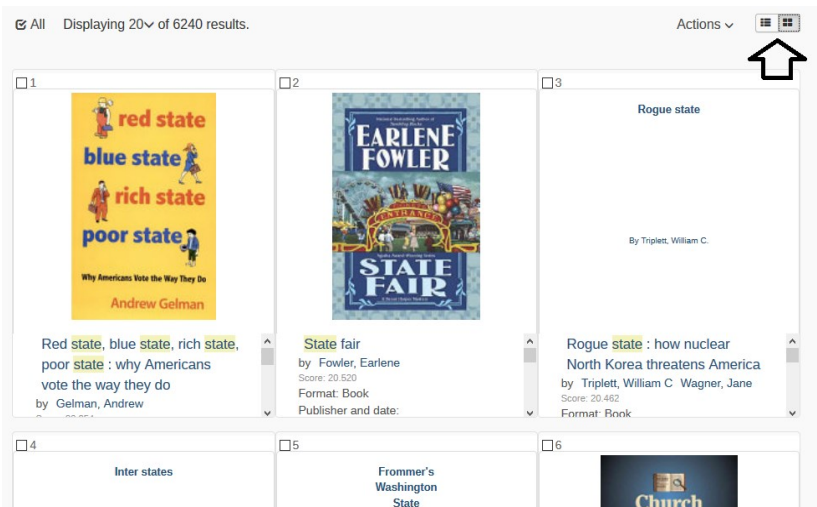 All Displaying 20 of 6240 results. Actions
1
red state
blue state
rich state
poor state
Why Americans Vote the Way They Do
Andrew Gelman
Red state, blue state, rich state,
poor state : why Americans
vote the way they do
by Gelman, Andrew
2
EARLENE
FOWLER
ENTRANCE
STATE
FAIR
State fair
by Fowler, Earlene
Score: 20.520
Format: Book
Publisher and date:
3
Rogue state
By Triplett, William C.
Rogue state : how nuclear
North Korea threatens America
by Triplett, William C Wagner, Jane
Score: 20.462
Format: Book
4
Inter states
5
Frommer's
Washington
State
6
Church